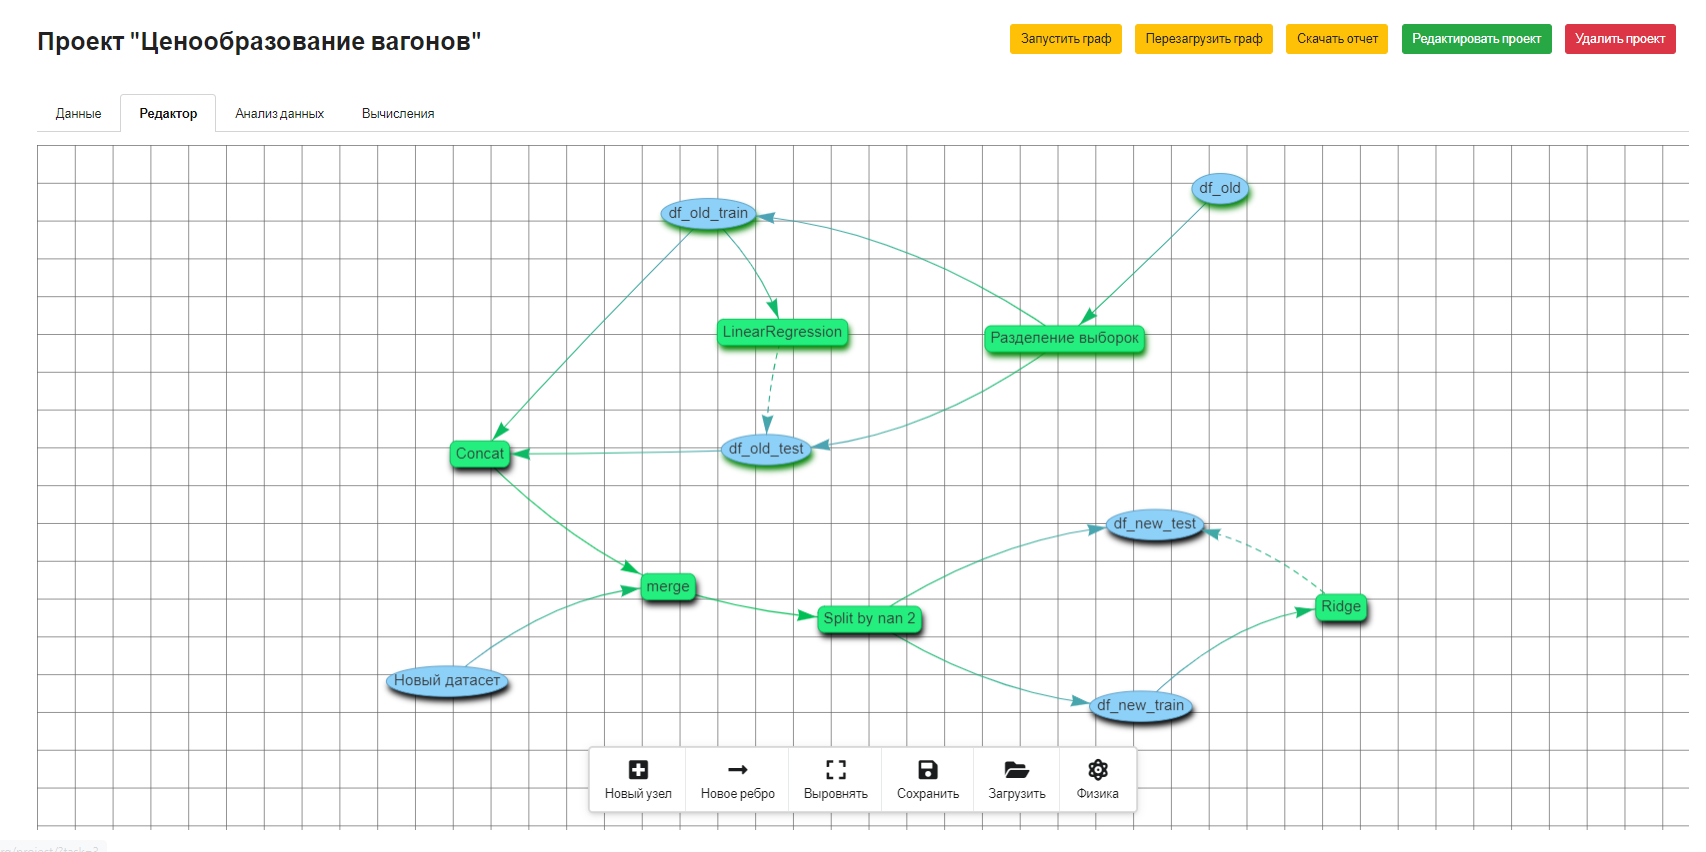 Проект "Ценообразование вагонов"
Запустить граф
Перезагрузить граф
Скачать отчет
Редактировать проект
Удалить проект
Данные
Редактор
Анализ данных
Вычисления
df_old
df_old_train
LinearRegression
Разделение выборок
df_old_test
Concat
df_new_test
merge
Ridge
Split by nan 2
Новый датасет
df_new_train
Новый узел
Новое ребро
Выровнять
Сохранить
Загрузить
Физика